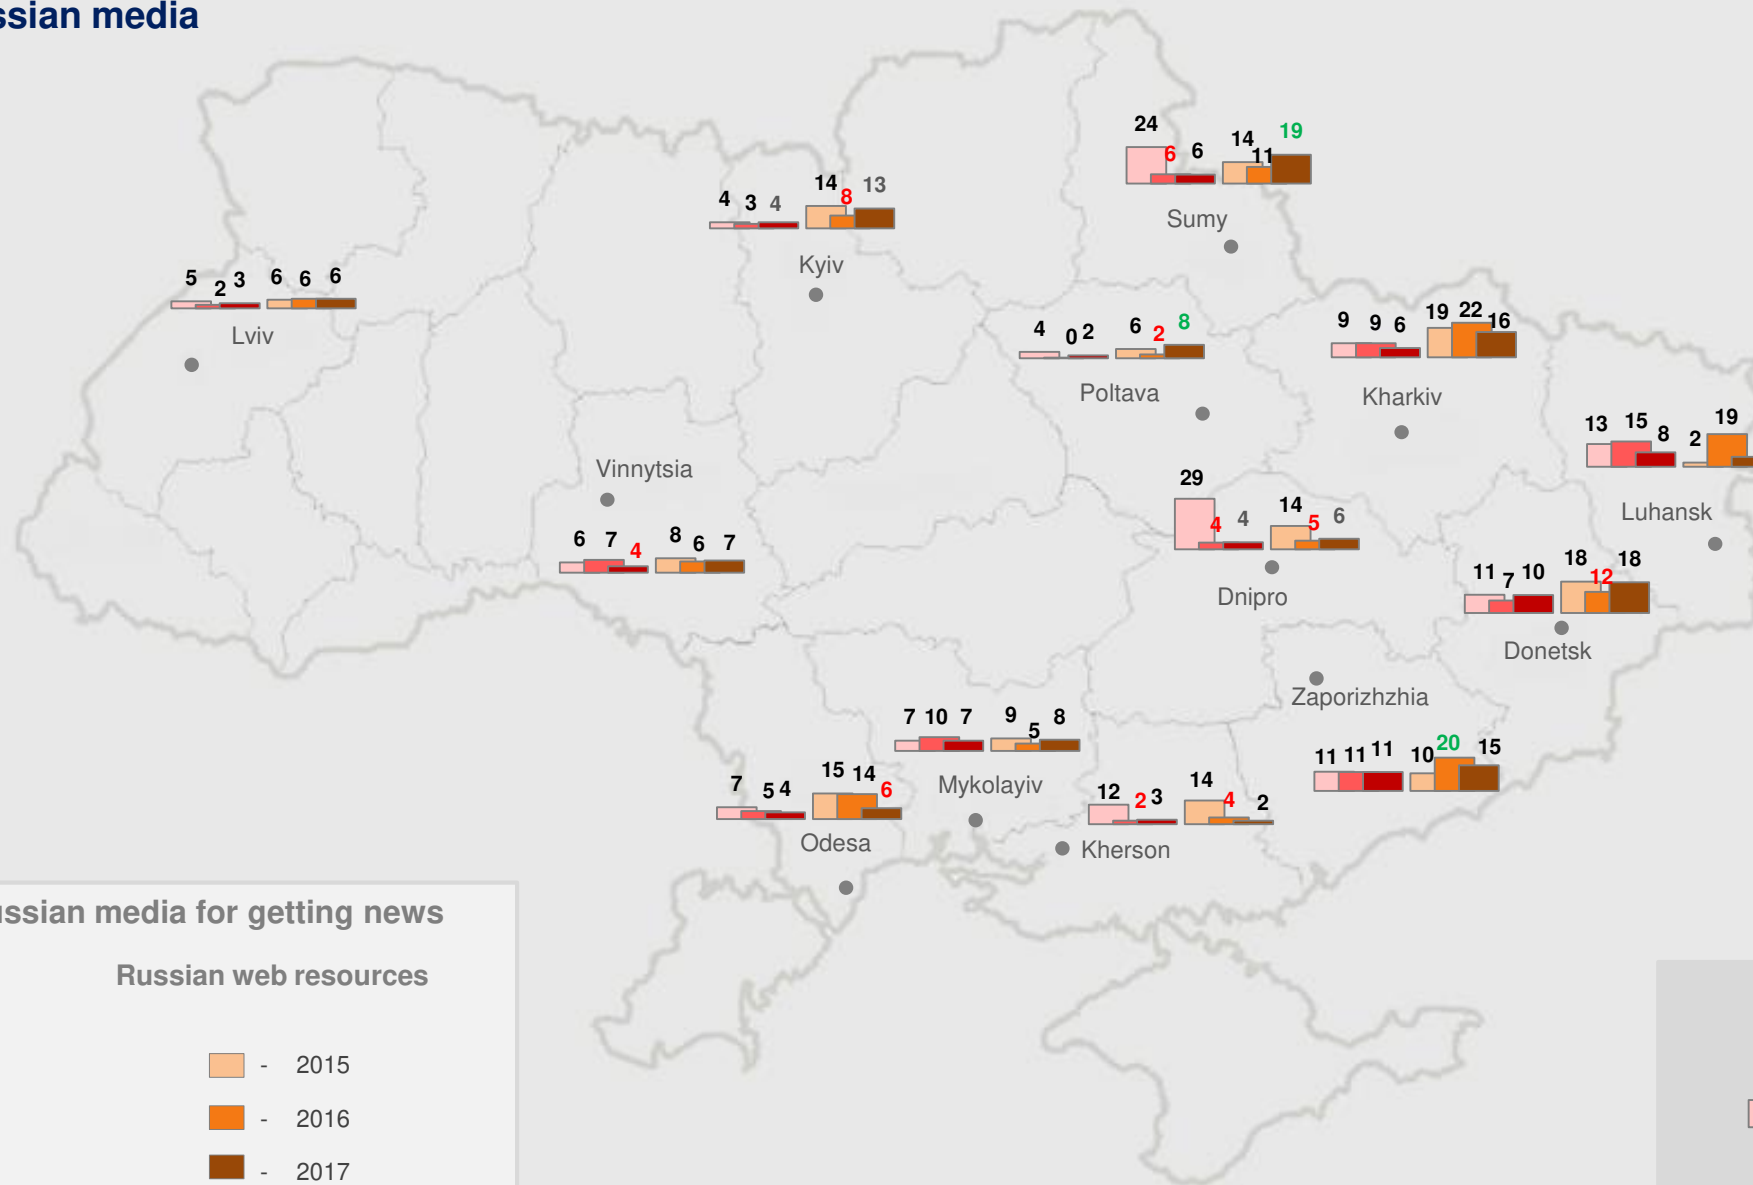 ssian media
24 6 6 14 11 19
Sumy
4 3 4 14 8 13
Kyiv
5 2 3 6 6 6
Lviv
4 0 2 6 2 8
Poltava
9 9 6 19 22 16
Kharkiv
13 15 8 2 19
Luhansk
Vinnytsia
6 7 4 8 6 7
29 4 4 14 5 6
Dnipro
11 7 10 18 12 18
Donetsk
Zaporizhzhia
11 11 11 10 20 15
7 10 7 9 5 8
Mykolayiv
7 5 4 15 14 6
Odesa
12 2 3 14 4 2
Kherson
ussian media for getting news
Russian web resources
- 2015
- 2016
- 2017